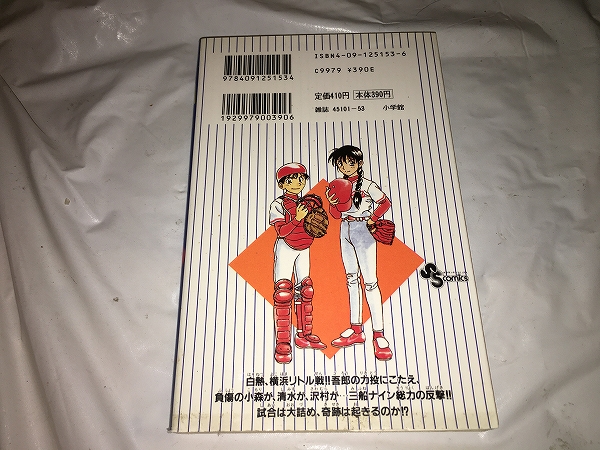 ISBN4-09-125153-6
C9979 ¥390E
9784091251534
定価410円 本体390円
雑誌 45101-53 小学館
1929979003906
SS comics
白熱、横浜リトル戦!!吾郎の力投にこたえ、
負傷の小森が、清水が、沢村が…三船ナイン総力の反撃!!
試合は大詰め、奇跡は起きるのか!?